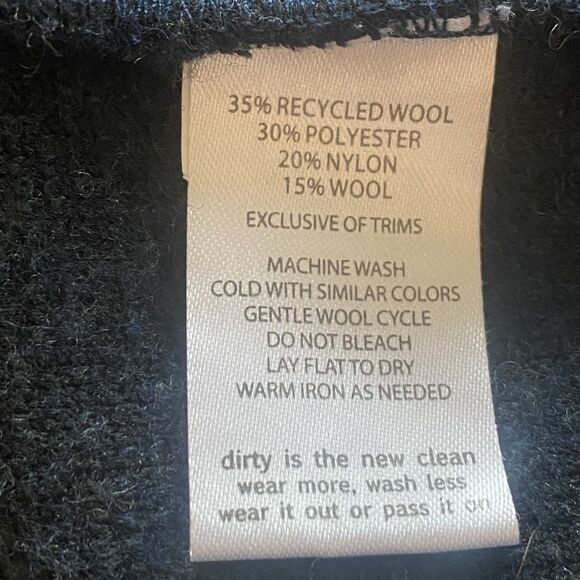 35% RECYCLED WOOL
30% POLYESTER
20% NYLON
15% WOOL
EXCLUSIVE OF TRIMS
MACHINE WASH
COLD WITH SIMILAR COLORS
GENTLE WOOL CYCLE
DO NOT BLEACH
LAY FLAT TO DRY
WARM IRON AS NEEDED
dirty is the new clean
wear more, wash less
wear it out or pass it on